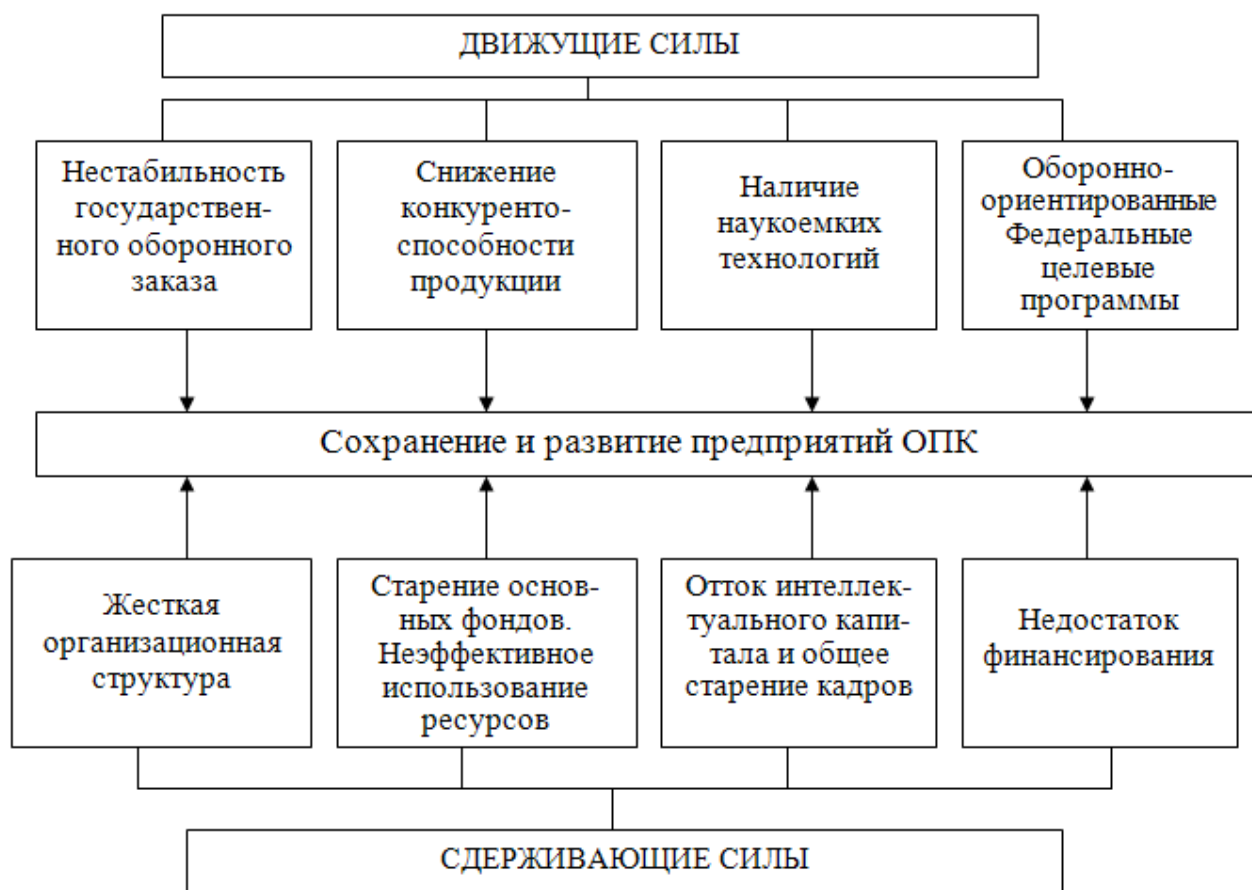 ДВИЖУЩИЕ СИЛЫ
Нестабильность
государствен-
ного оборонного
заказа
Снижение
конкуренто-
способности
продукции
Наличие
наукоемких
технологий
Оборонно-
ориентированные
Федеральные
целевые
программы
Сохранение и развитие предприятий ОПК
Жесткая
организационная
структура
Старение основ-
ных фондов.
Неэффективное
использование
ресурсов
Отток интеллек-
туального капи-
тала и общее
старение кадров
Недостаток
финансирования
СДЕРЖИВАЮЩИЕ СИЛЫ